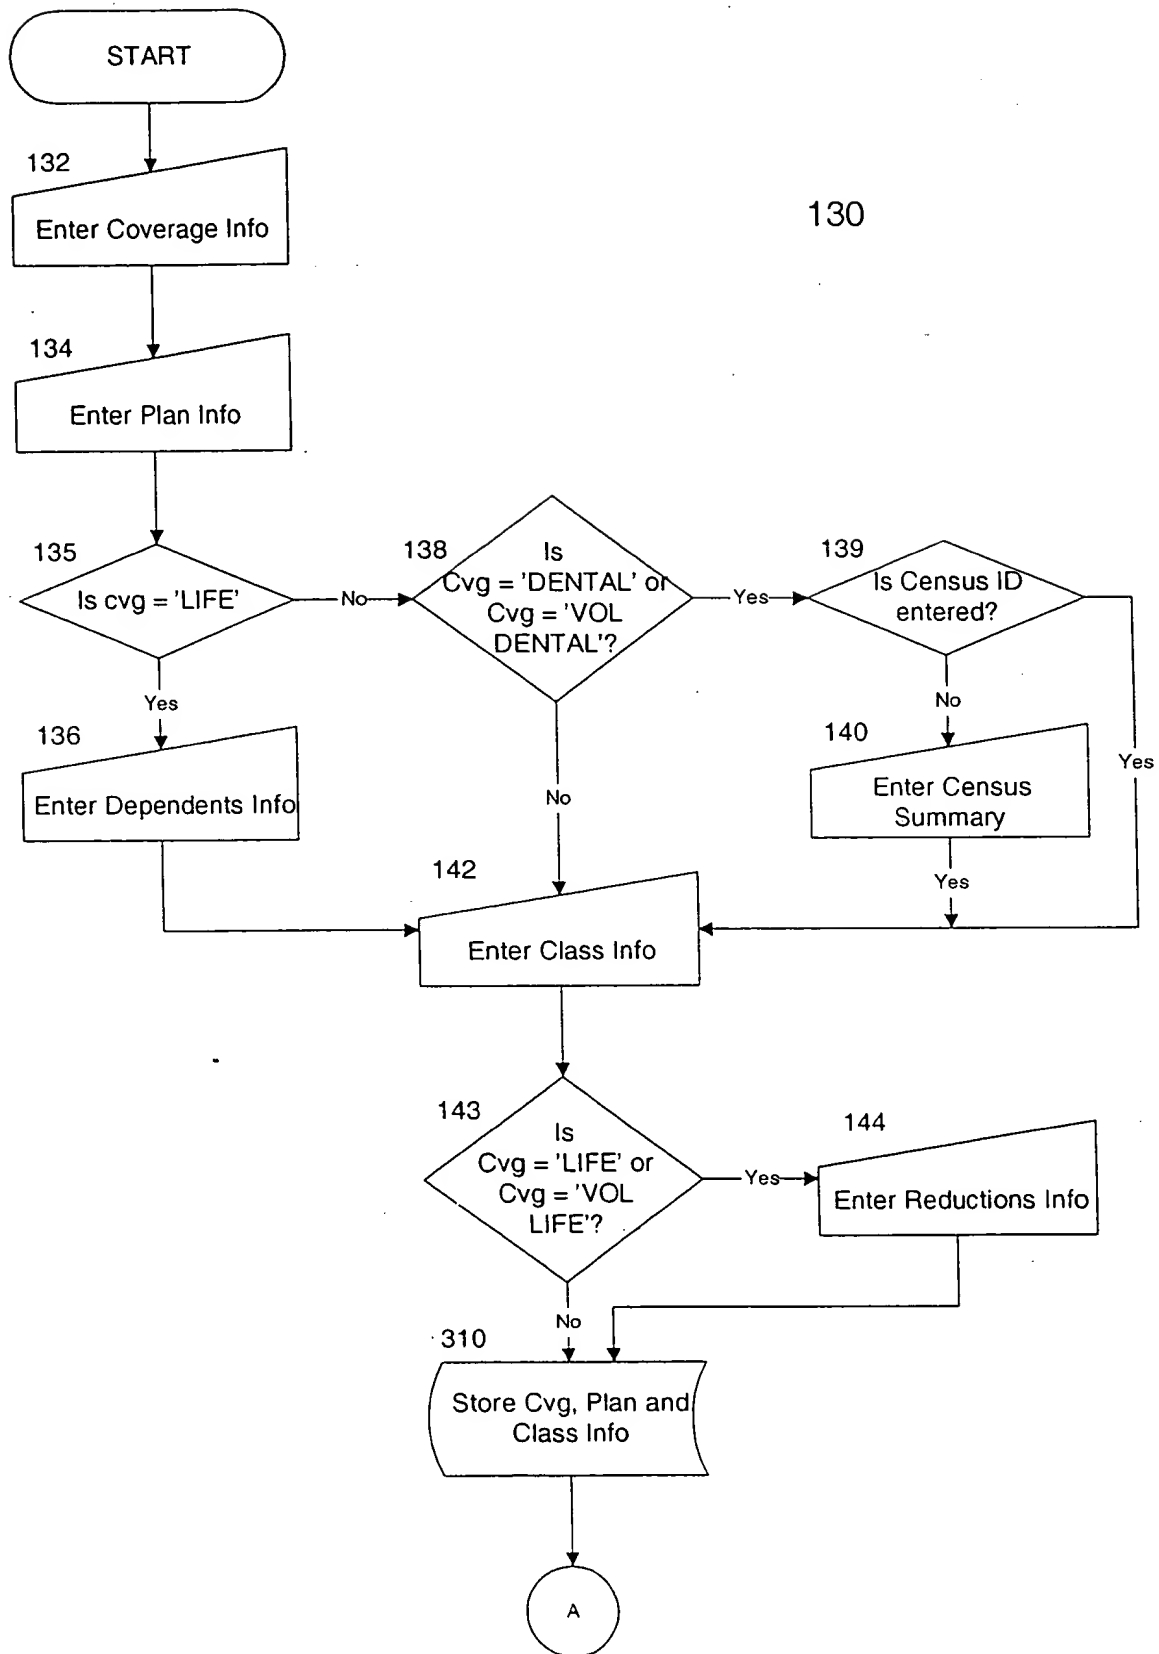 START
132
Enter Coverage Info
130
134
Enter Plan Info
135
Is cvg = 'LIFE'
No
138
Is
Cvg = 'DENTAL' or
Cvg = 'VOL
DENTAL'?
Yes
139
Is Census ID
entered?
Yes
136
Enter Dependents Info
No
No
140
Enter Census
Summary
Yes
Yes
142
Enter Class Info
143
Is
Cvg = 'LIFE' or
Cvg = 'VOL
LIFE'?
Yes
144
Enter Reductions Info
No
310
Store Cvg, Plan and
Class Info
A